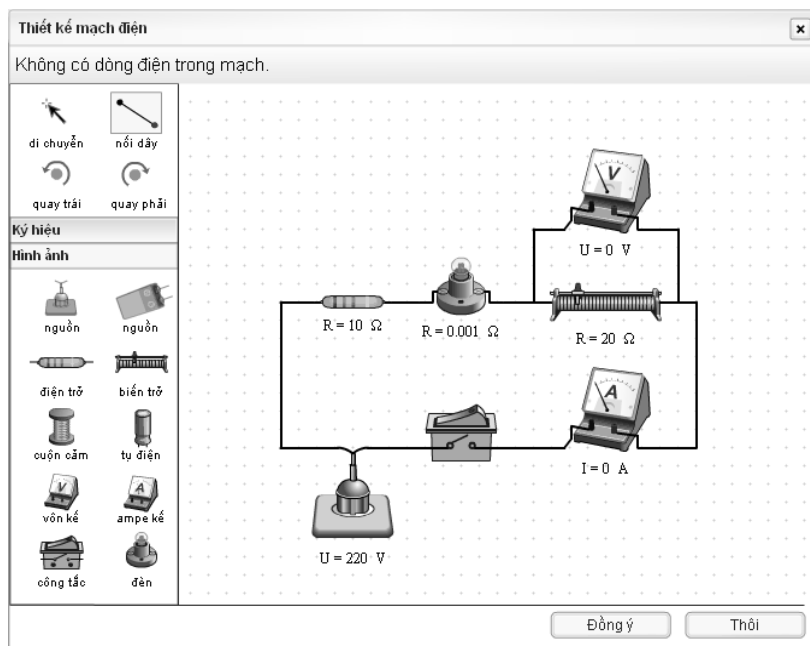 Thiết kế mạch điện
Không có dòng điện trong mạch.
di chuyển nối dây
quay trái quay phải
Ký hiệu
Hình ảnh
nguồn nguồn
điện trở biến trở
cuộn cảm tụ điện
vôn kế ampe kế
công tắc đèn
V
U = 0 V
R = 10 Ω R = 0.001 Ω R = 20 Ω
A
I = 0 A
U = 220 V
Đồng ý Thôi